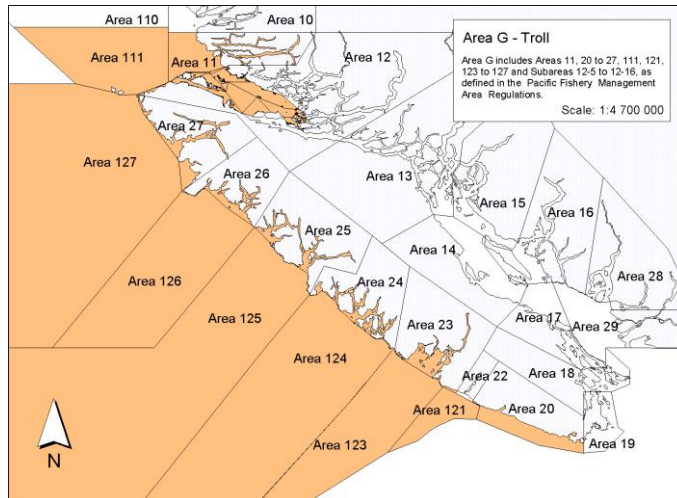 Area 110
Area 10
Area 111
Area 11
Area 12
Area G - Troll
Area G includes Areas 11, 20 to 27, 111, 121,
123 to 127 and Subareas 12-5 to 12-16, as
defined in the Pacific Fishery Management
Area Regulations.
Scale: 1:4 700 000
Area 27
Area 127
Area 26
Area 13
Area 15
Area 16
Area 25
Area 14
Area 28
Area 126
Area 24
Area 125
Area 23
Area 17
Area 29
Area 124
Area 22
Area 18
Area 121
Area 20
Area 123
Area 19
N